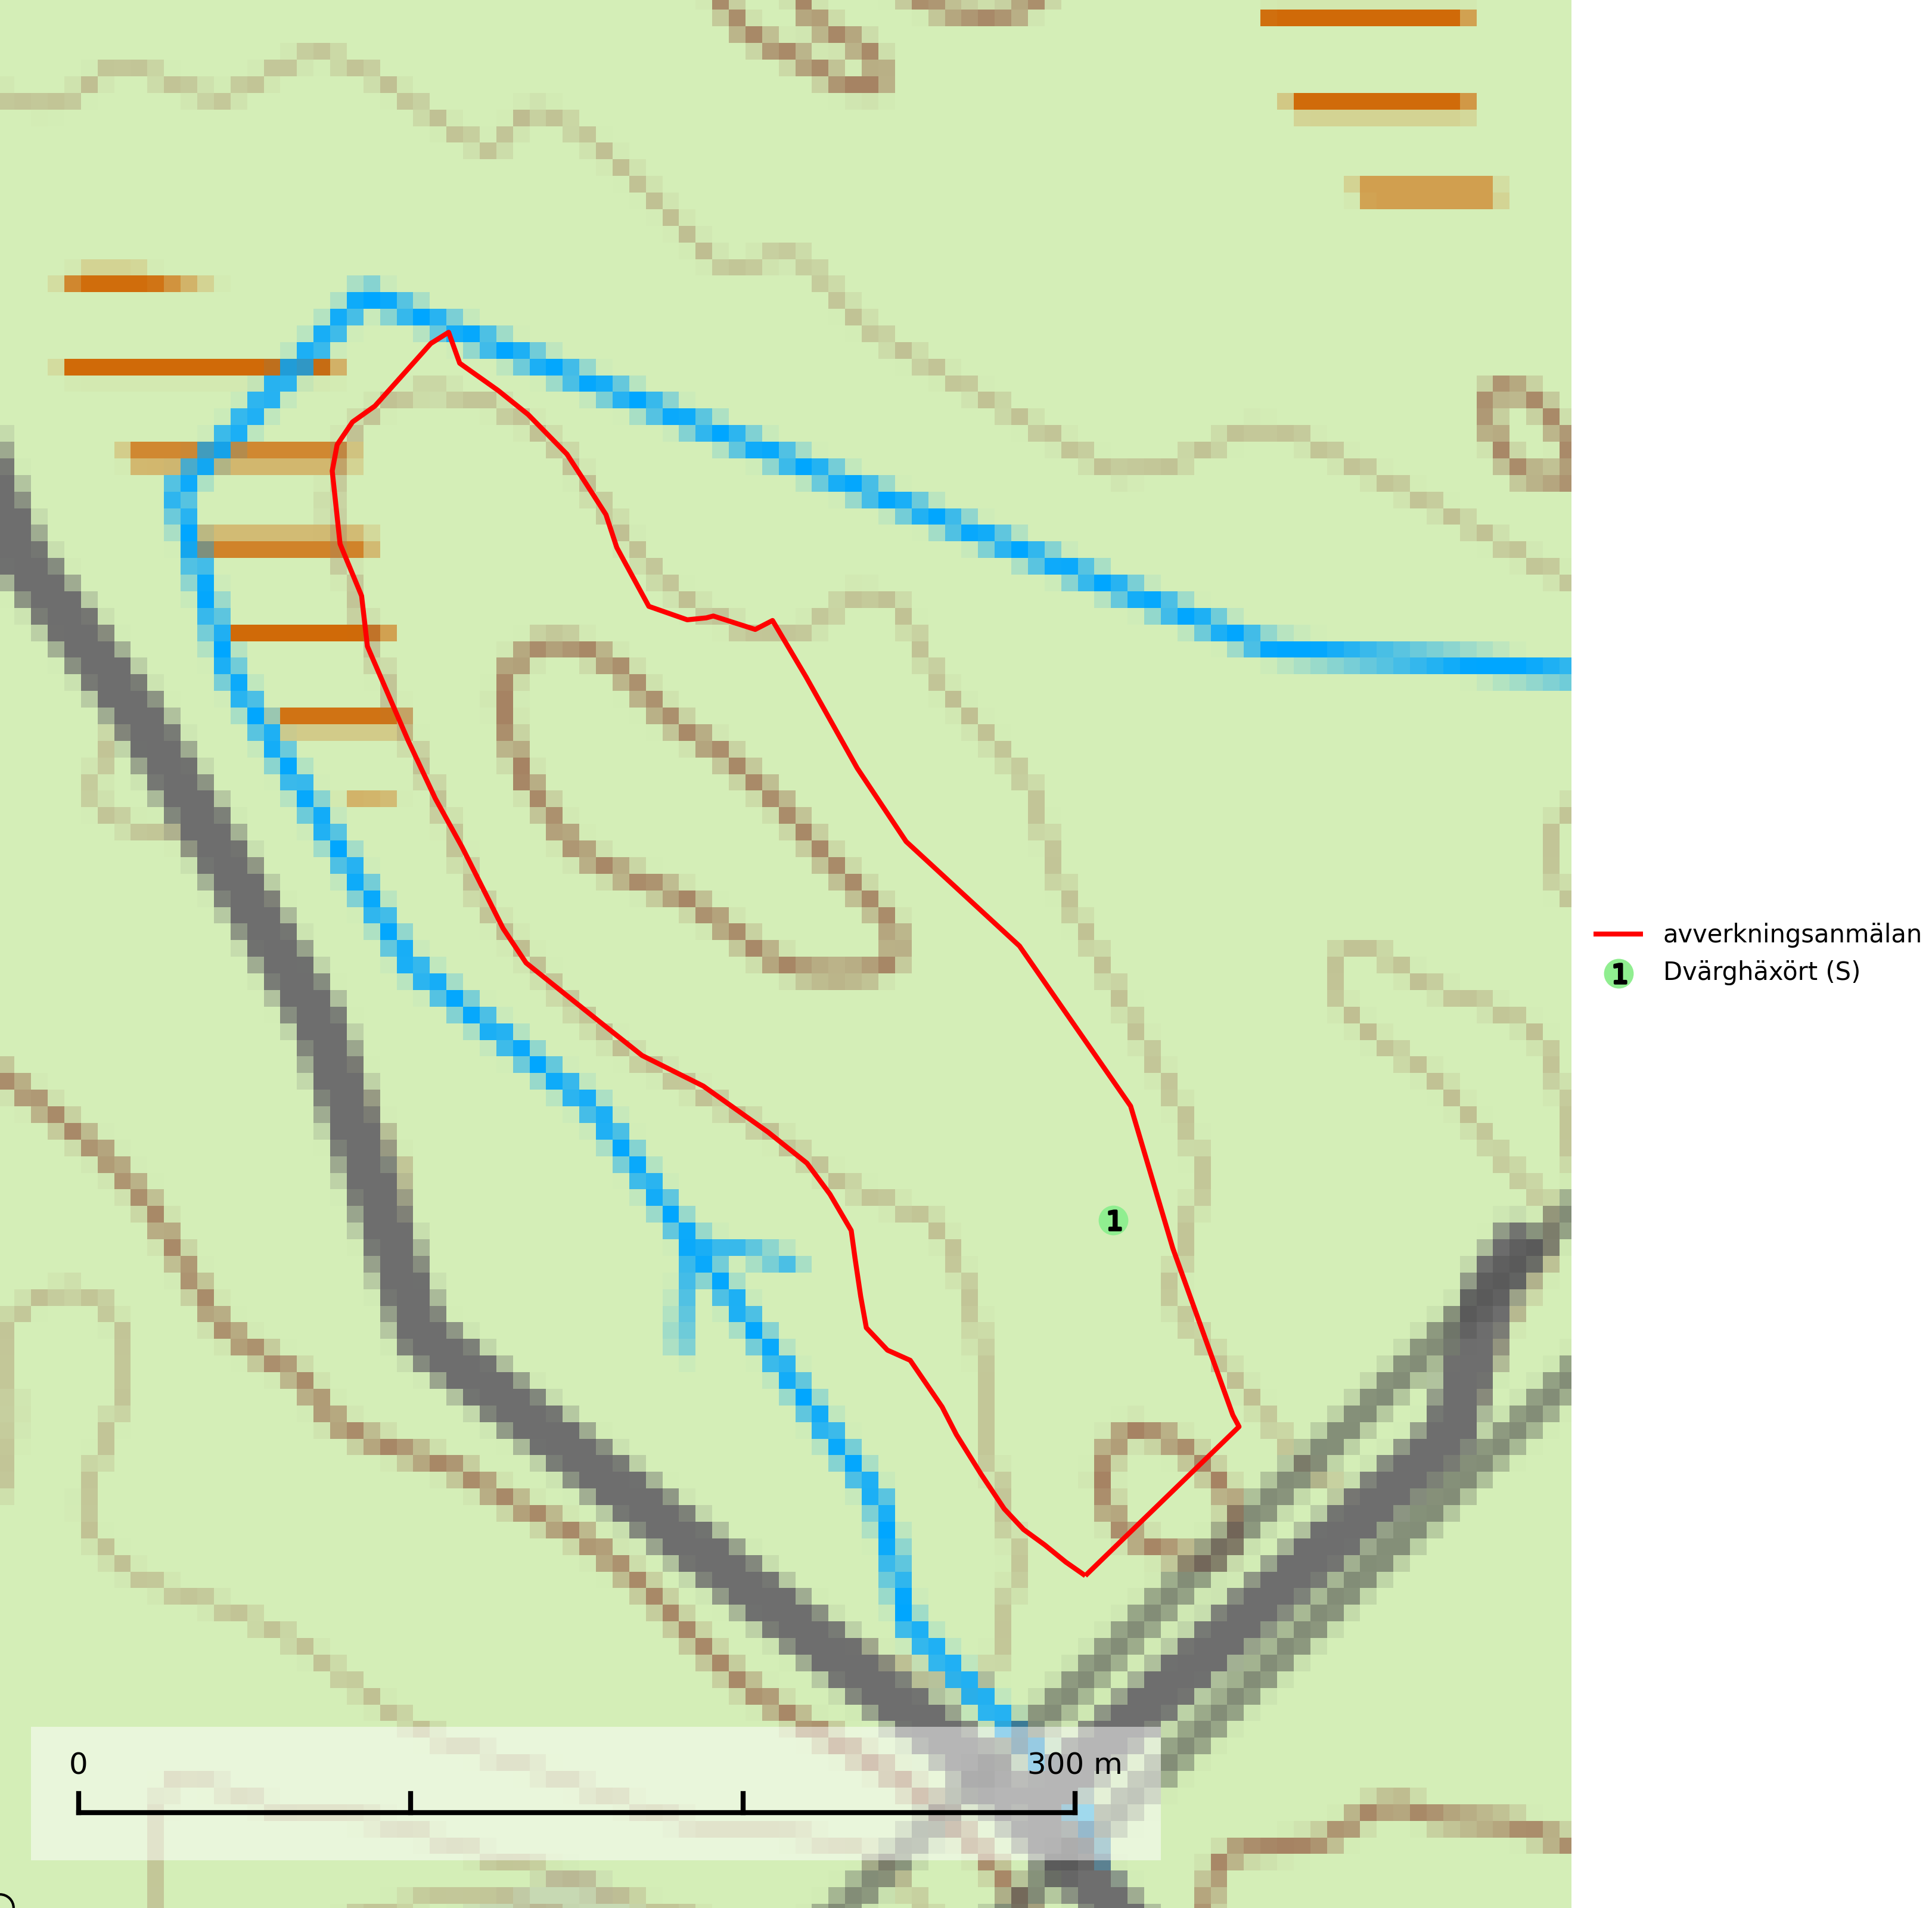 avverkningsanmälan
1 Dvärghäxört (S)
1
0 300 m